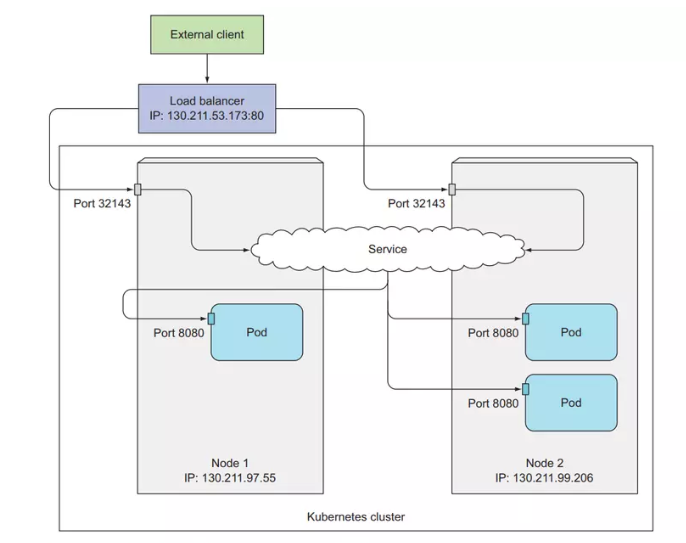 External client
Load balancer
IP: 130.211.53.173:80
Port 32143
Port 32143
Service
Port 8080
Pod
Port 8080
Pod
Port 8080
Pod
Node 1
IP: 130.211.97.55
Node 2
IP: 130.211.99.206
Kubernetes cluster